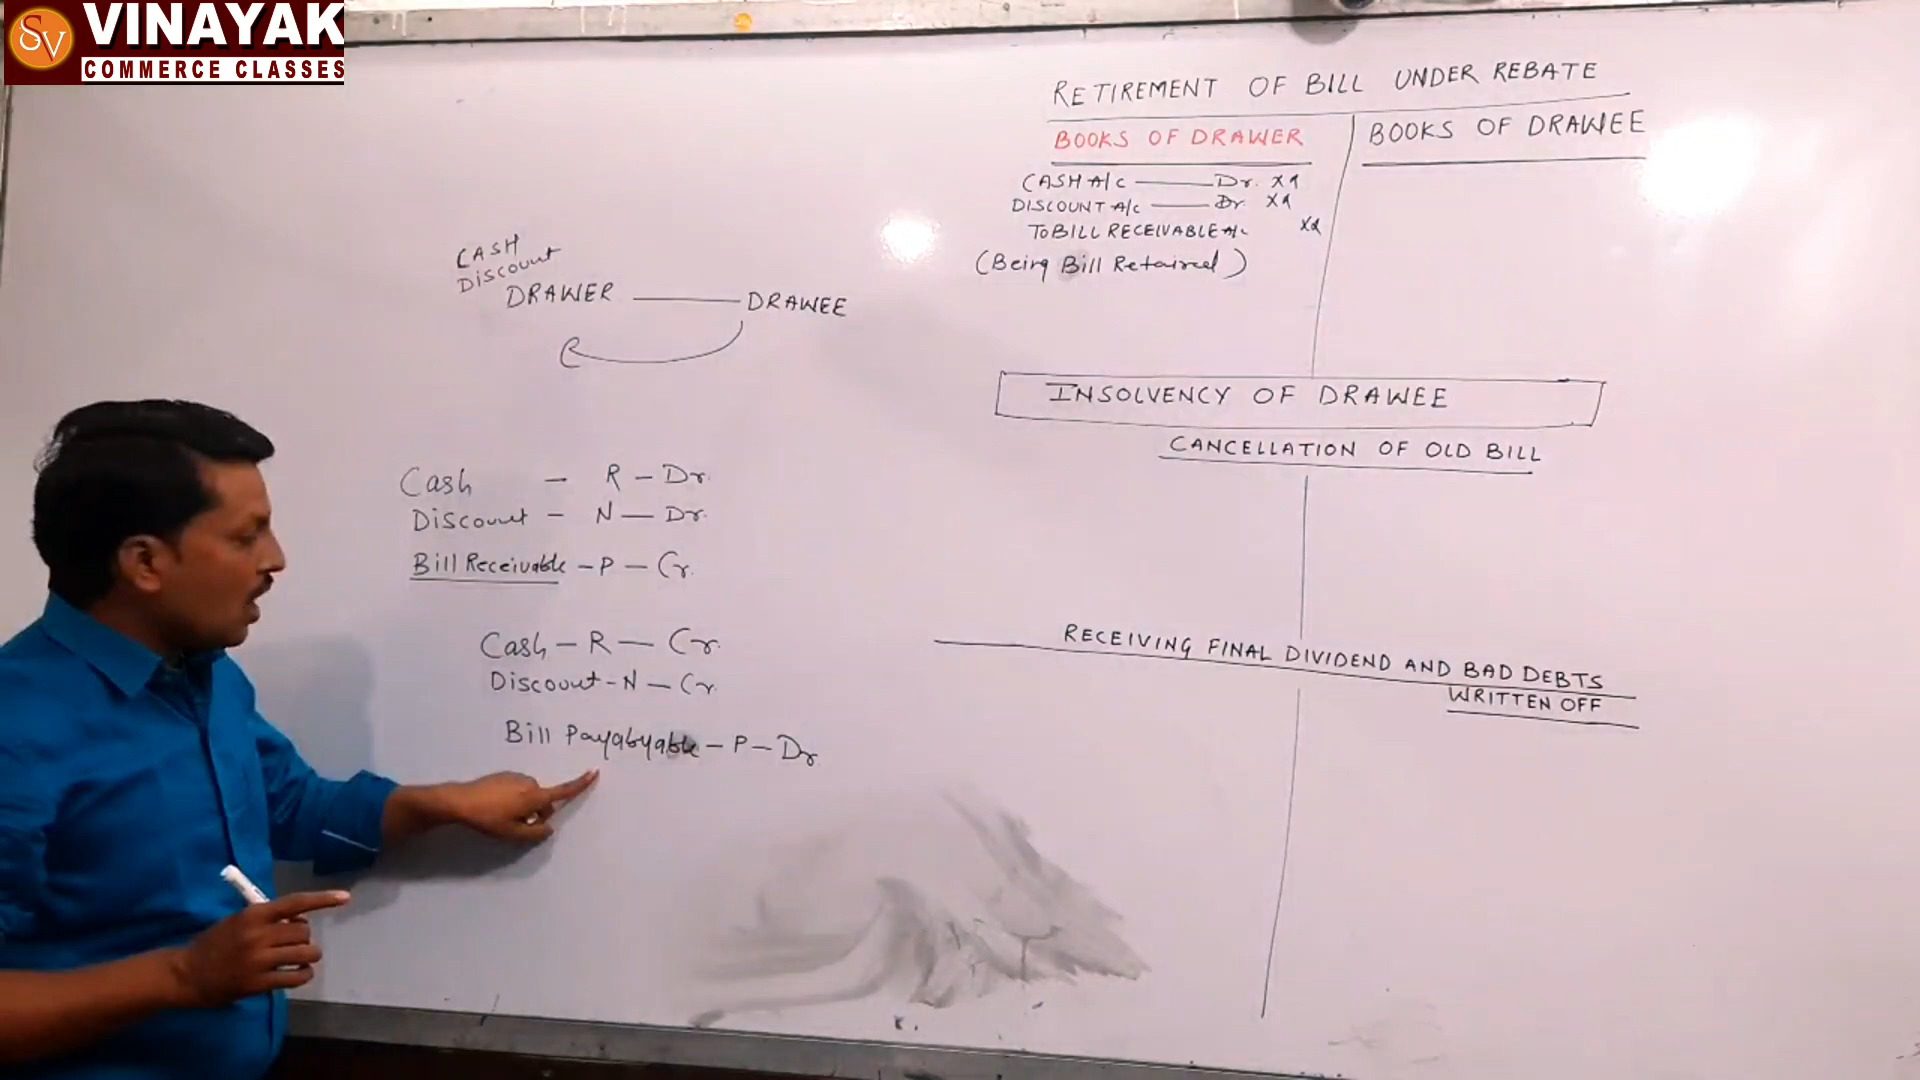 SV VINAYAK
COMMERCE CLASSES
RETIREMENT OF BILL UNDER REBATE
BOOKS OF DRAWER
BOOKS OF DRAWEE
CASH A/c Dr. XX
DISCOUNT A/c Dr. XX
TO BILL RECEIVABLE A/c XX
(Being Bill Retaired)
CASH
Discount
DRAWER DRAWEE
INSOLVENCY OF DRAWEE
CANCELLATION OF OLD BILL
Cash - R - Dr.
Discount - N - Dr.
Bill Receivable - P - Cr.
Cash - R - Cr.
Discount - N - Cr.
Bill Payabyable - P - Dr
RECEIVING FINAL DIVIDEND AND BAD DEBTS
WRITTEN OFF